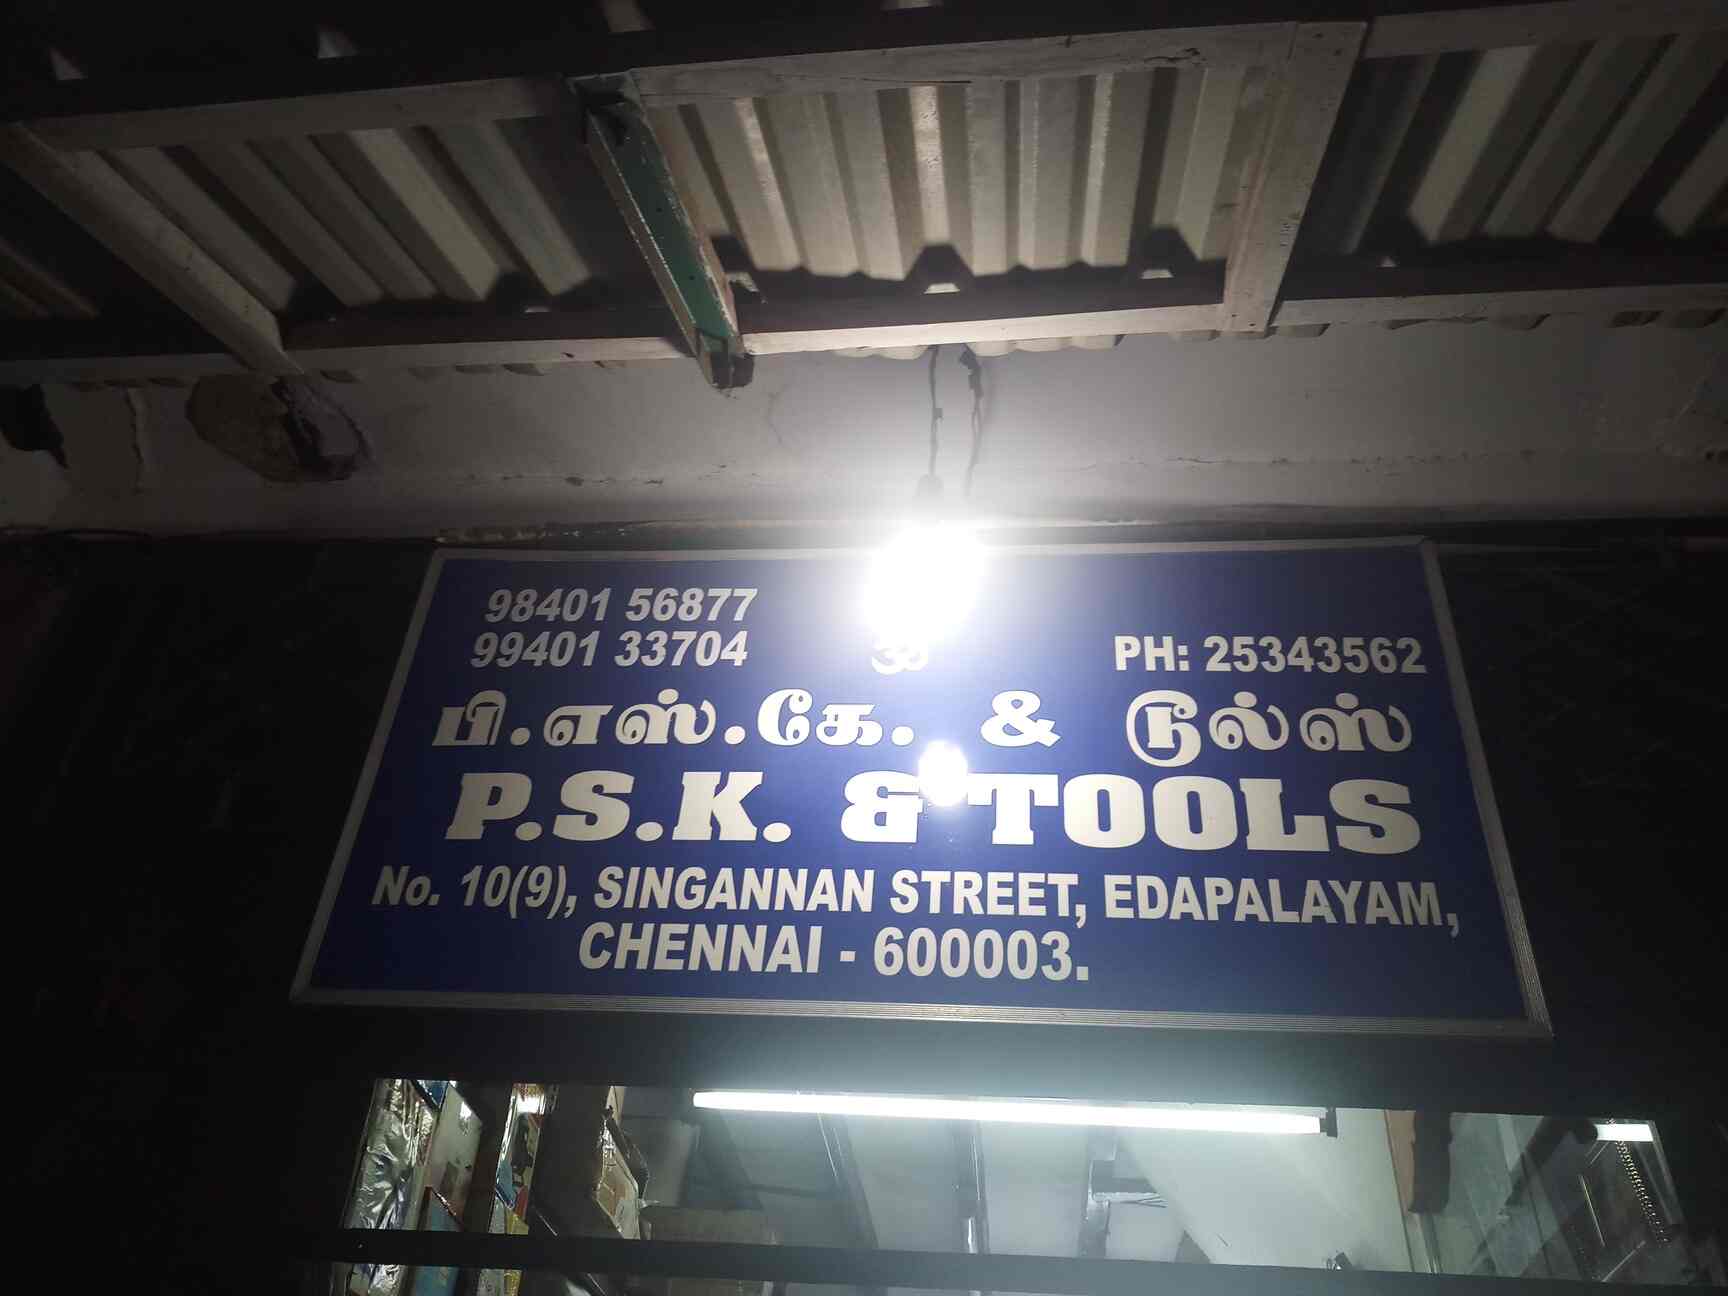 98401 56877
99401 33704
ௐ
PH: 25343562
பி.எஸ்.கே. & டூல்ஸ்
P.S.K. & TOOLS
No. 10(9), SINGANNAN STREET, EDAPALAYAM,
CHENNAI - 600003.